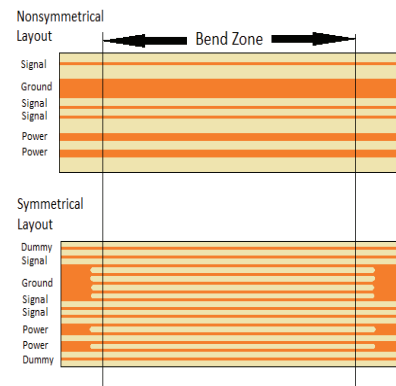 Nonsymmetrical
Layout
Bend Zone
Signal
Ground
Signal
Signal
Power
Power
Symmetrical
Layout
Dummy
Signal
Ground
Signal
Signal
Power
Power
Dummy